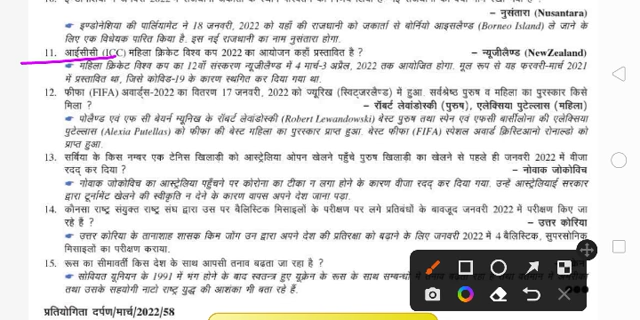 – नुसंतारा (Nusantara)
☛ इण्डोनेशिया की पार्लियामेण्ट ने 18 जनवरी, 2022 को यहाँ की राजधानी को जकार्ता से बोर्नियो आइसलैण्ड (Borneo Island) ले जाने के
लिए एक विधेयक पारित किया है. इस नई राजधानी का नाम नुसंतारा होगा.
11. आईसीसी (ICC) महिला क्रिकेट विश्व कप 2022 का आयोजन कहाँ प्रस्तावित है ? – न्यूजीलैण्ड (NewZealand)
☛ महिला क्रिकेट विश्व कप का 12वाँ संस्करण न्यूजीलैण्ड में 4 मार्च-3 अप्रैल, 2022 तक आयोजित होगा. मूल रूप से यह फरवरी-मार्च 2021
में प्रस्तावित था, जिसे कोविड-19 के कारण स्थगित कर दिया गया था.
12. फीफा (FIFA) अवार्ड्स-2022 का वितरण 17 जनवरी, 2022 को ज्यूरिख (स्विट्जरलैण्ड) में हुआ. सर्वश्रेष्ठ पुरुष व महिला का पुरस्कार किसे
मिला ? – रॉबर्ट लेवांडोस्की (पुरुष), एलेक्सिया पुटेल्लास (महिला)
☛ पोलैण्ड एवं एफ सी बेयर्न म्यूनिख के रॉबर्ट लेवांडोस्की (Robert Lewandowski) बेस्ट पुरुष तथा स्पेन एवं एफसी बार्सीलोना की एलेक्सिया
पुटेल्लास (Alexia Putellas) को फीफा की बेस्ट महिला का पुरस्कार प्राप्त हुआ. बेस्ट फीफा (FIFA) स्पेशल अवार्ड क्रिस्टिआनो रोनाल्डो को
प्राप्त हुआ.
13. सर्बिया के किस नम्बर एक टेनिस खिलाड़ी को आस्ट्रेलिया ओपन खेलने पहुँचे पुरुष खिलाड़ी का खेलने से पहले ही जनवरी 2022 में वीजा
रदद् कर दिया ? – नोवाक जोकोविच
☛ नोवाक जोकोविच का आस्ट्रेलिया पहुँचने पर कोरोना का टीका न लगा होने के कारण वीजा रदद् कर दिया गया. उन्हें आस्ट्रेलियाई सरकार
द्वारा टूर्नामेण्ट खेलने की स्वीकृति न देने के कारण वापस अपने देश जाना पड़ा.
14. कौनसा राष्ट्र संयुक्त राष्ट्र संघ द्वारा उस पर बैलिस्टिक मिसाइलों के परीक्षण पर लगे प्रतिबंधों के बावजूद जनवरी 2022 में परीक्षण किए जा
रहे हैं ? – उत्तर कोरिया
☛ उत्तर कोरिया के तानाशाह शासक किम जोंग उन द्वारा अपने देश की प्रतिरक्षा को बढ़ाने के लिए जनवरी 2022 में 4 बैलिस्टिक, सुपरसोनिक
मिसाइलों का परीक्षण कराया.
15. रूस का सीमावर्ती किस देश के साथ आपसी तनाव बढता जा रहा है ?
☛ सोवियत यूनियन के 1991 में भंग होने के बाद स्वतन्त्र हुए यूक्रेन के रूस के साथ सम्बन्धों
तथा उसके सहयोगी नाटो राष्ट्र युद्ध की आशंका भी बता रहे हैं.
प्रतियोगिता दर्पण/मार्च/2022/58